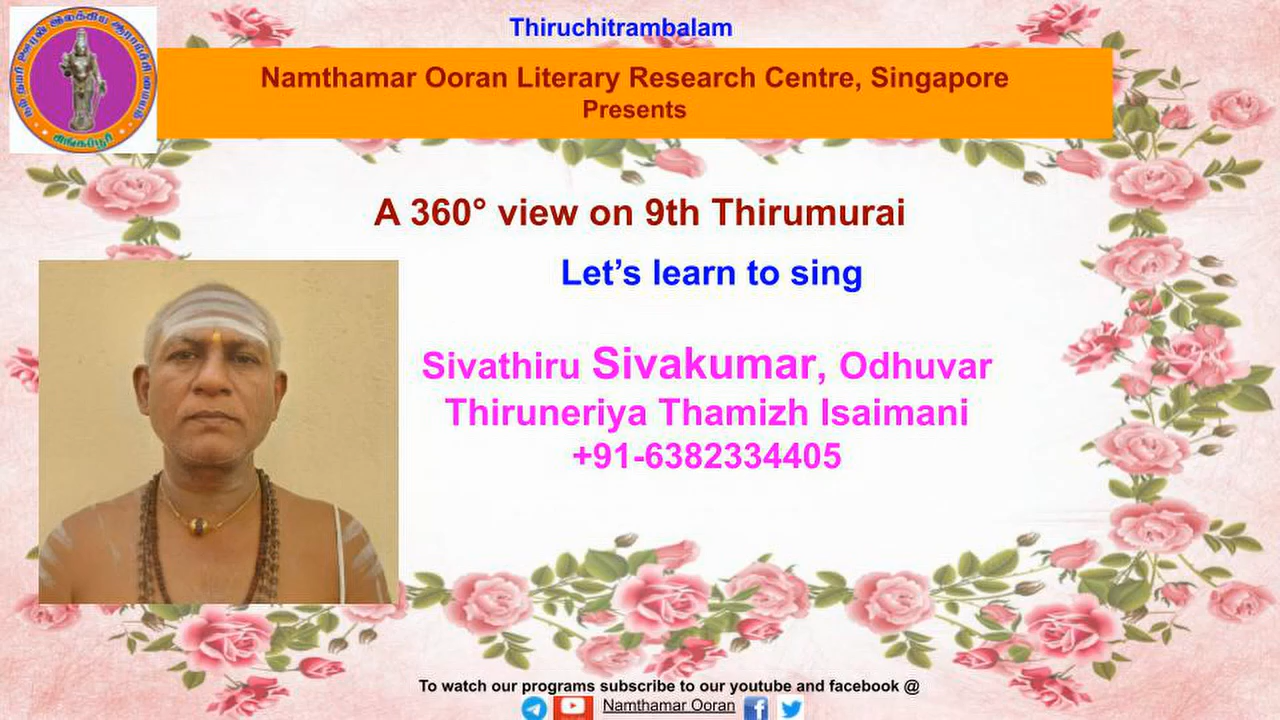 Thiruchitrambalam
Namthamar Ooran Literary Research Centre, Singapore
Presents
A 360° view on 9th Thirumurai
Let’s learn to sing
Sivathiru Sivakumar, Odhuvar
Thiruneriya Thamizh Isaimani
+91-6382334405
To watch our programs subscribe to our youtube and facebook @
Namthamar Ooran